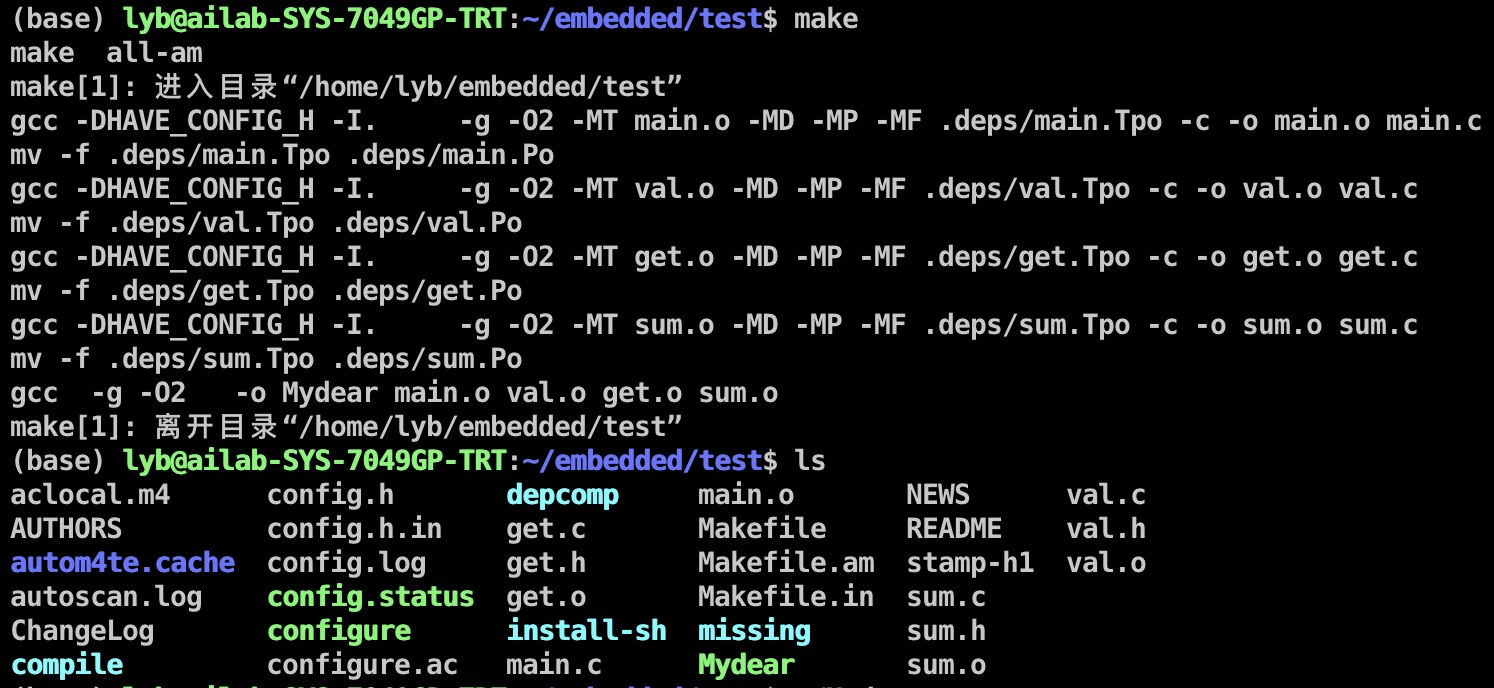 (base) lyb@ailab-SYS-7049GP-TRT:~/embedded/test$ make
make  all-am
make[1]: 进入目录“/home/lyb/embedded/test”
gcc -DHAVE_CONFIG_H -I.     -g -O2 -MT main.o -MD -MP -MF .deps/main.Tpo -c -o main.o main.c
mv -f .deps/main.Tpo .deps/main.Po
gcc -DHAVE_CONFIG_H -I.     -g -O2 -MT val.o -MD -MP -MF .deps/val.Tpo -c -o val.o val.c
mv -f .deps/val.Tpo .deps/val.Po
gcc -DHAVE_CONFIG_H -I.     -g -O2 -MT get.o -MD -MP -MF .deps/get.Tpo -c -o get.o get.c
mv -f .deps/get.Tpo .deps/get.Po
gcc -DHAVE_CONFIG_H -I.     -g -O2 -MT sum.o -MD -MP -MF .deps/sum.Tpo -c -o sum.o sum.c
mv -f .deps/sum.Tpo .deps/sum.Po
gcc  -g -O2   -o Mydear main.o val.o get.o sum.o
make[1]: 离开目录“/home/lyb/embedded/test”
(base) lyb@ailab-SYS-7049GP-TRT:~/embedded/test$ ls
aclocal.m4      config.h       depcomp     main.o       NEWS      val.c
AUTHORS         config.h.in    get.c       Makefile     README    val.h
autom4te.cache  config.log     get.h       Makefile.am  stamp-h1  val.o
autoscan.log    config.status  get.o       Makefile.in  sum.c
ChangeLog       configure      install-sh  missing      sum.h
compile         configure.ac   main.c      Mydear       sum.o